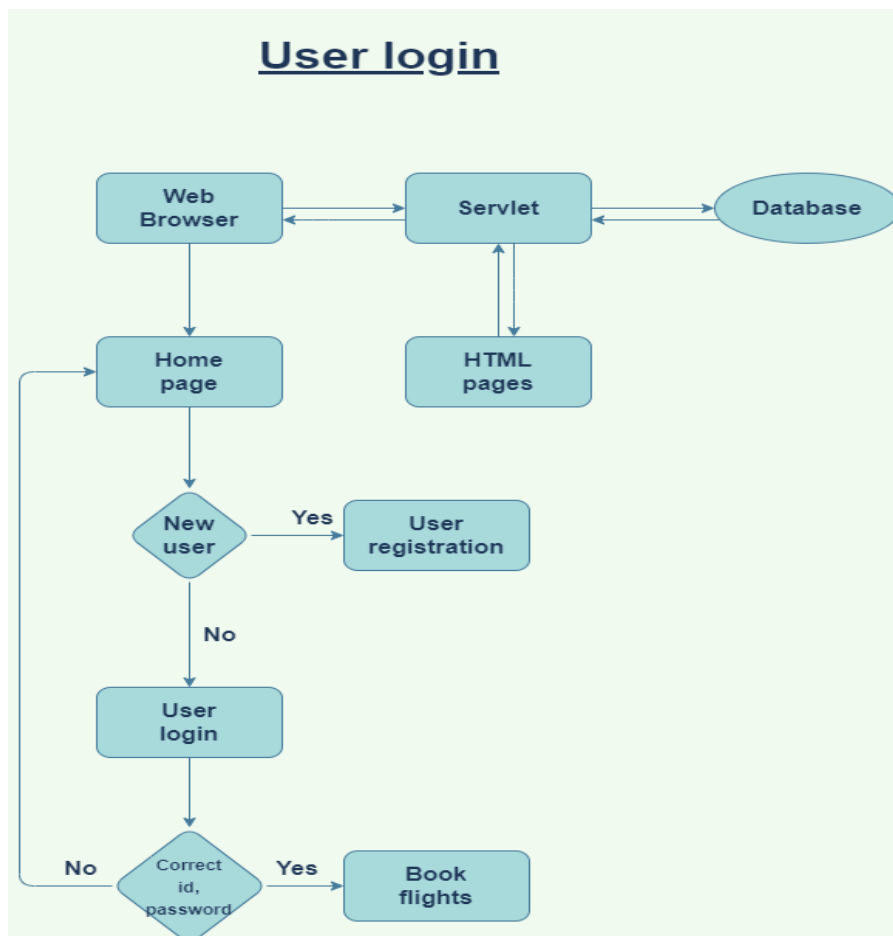 User login
Web
Browser
Servlet
Database
Home
page
HTML
pages
New
user
Yes
User
registration
No
User
login
No
Correct
id,
password
Yes
Book
flights